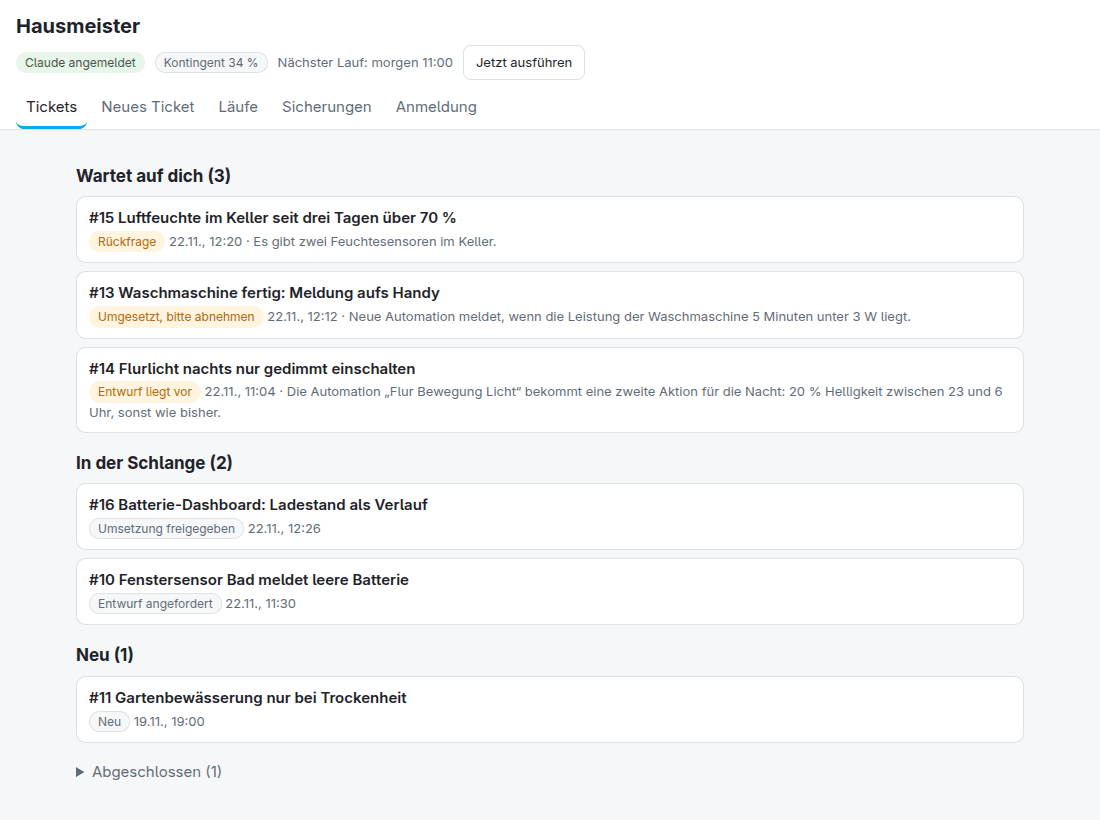 Hausmeister
Claude angemeldet Kontingent 34 % Nächster Lauf: morgen 11:00 Jetzt ausführen
Tickets Neues Ticket Läufe Sicherungen Anmeldung
Wartet auf dich (3)
#15 Luftfeuchte im Keller seit drei Tagen über 70 %
Rückfrage 22.11., 12:20 · Es gibt zwei Feuchtesensoren im Keller.
#13 Waschmaschine fertig: Meldung aufs Handy
Umgesetzt, bitte abnehmen 22.11., 12:12 · Neue Automation meldet, wenn die Leistung der Waschmaschine 5 Minuten unter 3 W liegt.
#14 Flurlicht nachts nur gedimmt einschalten
Entwurf liegt vor 22.11., 11:04 · Die Automation „Flur Bewegung Licht“ bekommt eine zweite Aktion für die Nacht: 20 % Helligkeit zwischen 23 und 6
Uhr, sonst wie bisher.
In der Schlange (2)
#16 Batterie-Dashboard: Ladestand als Verlauf
Umsetzung freigegeben 22.11., 12:26
#10 Fenstersensor Bad meldet leere Batterie
Entwurf angefordert 22.11., 11:30
Neu (1)
#11 Gartenbewässerung nur bei Trockenheit
Neu 19.11., 19:00
Abgeschlossen (1)